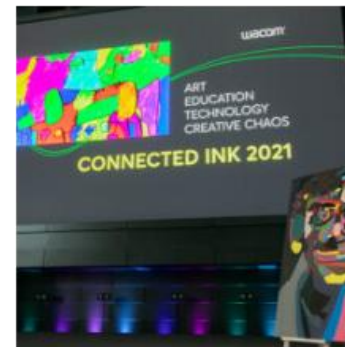 wacom
ART
EDUCATION
TECHNOLOGY
CREATIVE CHAOS
CONNECTED INK 2021